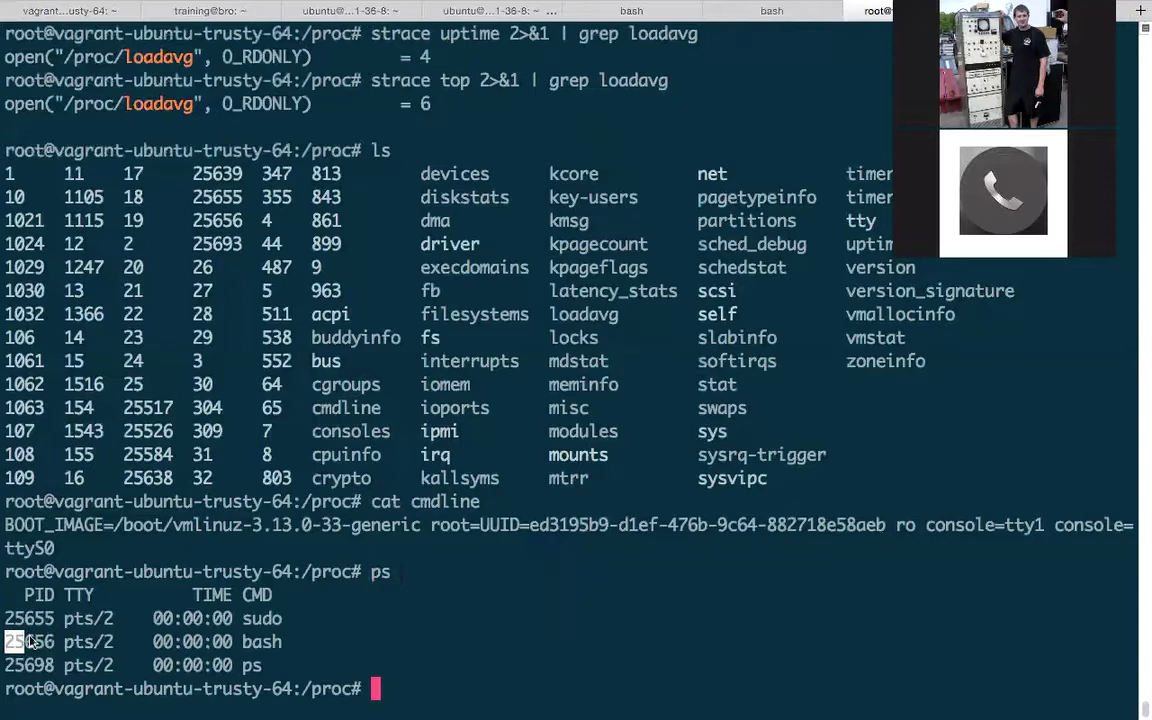 vagrant...usty-64: ~ training@bro: ~ ubuntu@...1-36-8: ~ ubuntu@...1-36-8: ~ ... bash bash root@
root@vagrant-ubuntu-trusty-64:/proc# strace uptime 2>&1 | grep loadavg
open("/proc/loadavg", O_RDONLY) = 4
root@vagrant-ubuntu-trusty-64:/proc# strace top 2>&1 | grep loadavg
open("/proc/loadavg", O_RDONLY) = 6
root@vagrant-ubuntu-trusty-64:/proc# ls
1 11 17 25639 347 813 devices kcore net timer
10 1105 18 25655 355 843 diskstats key-users pagetypeinfo timer
1021 1115 19 25656 4 861 dma kmsg partitions tty
1024 12 2 25693 44 899 driver kpagecount sched_debug uptim
1029 1247 20 26 487 9 execdomains kpageflags schedstat version
1030 13 21 27 5 963 fb latency_stats scsi version_signature
1032 1366 22 28 511 acpi filesystems loadavg self vmallocinfo
106 14 23 29 538 buddyinfo fs locks slabinfo vmstat
1061 15 24 3 552 bus interrupts mdstat softirqs zoneinfo
1062 1516 25 30 64 cgroups iomem meminfo stat
1063 154 25517 304 65 cmdline ioports misc swaps
107 1543 25526 309 7 consoles ipmi modules sys
108 155 25584 31 8 cpuinfo irq mounts sysrq-trigger
109 16 25638 32 803 crypto kallsyms mtrr sysvipc
root@vagrant-ubuntu-trusty-64:/proc# cat cmdline
BOOT_IMAGE=/boot/vmlinuz-3.13.0-33-generic root=UUID=ed3195b9-d1ef-476b-9c64-882718e58aeb ro console=tty1 console=
ttyS0
root@vagrant-ubuntu-trusty-64:/proc# ps
PID TTY TIME CMD
25655 pts/2 00:00:00 sudo
25656 pts/2 00:00:00 bash
25698 pts/2 00:00:00 ps
root@vagrant-ubuntu-trusty-64:/proc#